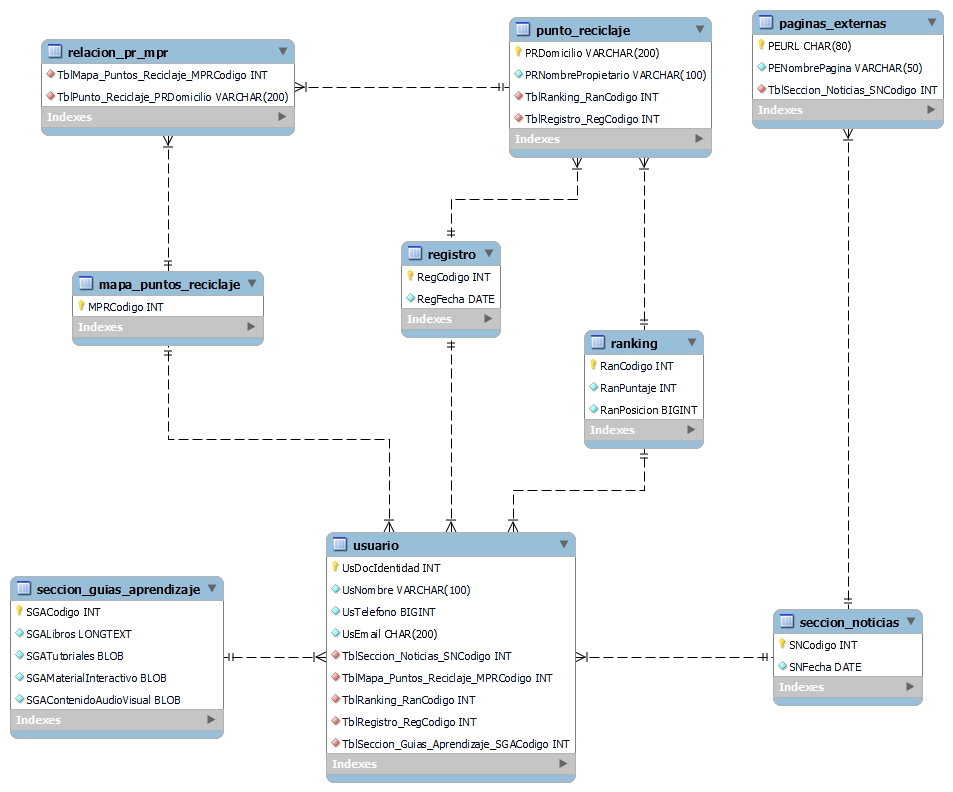 relacion_pr_mpr
TblMapa_Puntos_Reciclaje_MPRCodigo INT
TblPunto_Reciclaje_PRDomicilio VARCHAR(200)
Indexes
punto_reciclaje
PRDomicilio VARCHAR(200)
PRNombrePropietario VARCHAR(100)
TblRanking_RanCodigo INT
TblRegistro_RegCodigo INT
Indexes
paginas_externas
PEURL CHAR(80)
PENombrePagina VARCHAR(50)
TblSeccion_Noticias_SNCodigo INT
Indexes
mapa_puntos_reciclaje
MPRCodigo INT
Indexes
registro
RegCodigo INT
RegFecha DATE
Indexes
ranking
RanCodigo INT
RanPuntaje INT
RanPosicion BIGINT
Indexes
seccion_guias_aprendizaje
SGACodigo INT
SGALibros LONGTEXT
SGATutoriales BLOB
SGAMaterialInteractivo BLOB
SGAContenidoAudioVisual BLOB
Indexes
usuario
UsDocIdentidad INT
UsNombre VARCHAR(100)
UsTelefono BIGINT
UsEmail CHAR(200)
TblSeccion_Noticias_SNCodigo INT
TblMapa_Puntos_Reciclaje_MPRCodigo INT
TblRanking_RanCodigo INT
TblRegistro_RegCodigo INT
TblSeccion_Guias_Aprendizaje_SGACodigo INT
Indexes
seccion_noticias
SNCodigo INT
SNFecha DATE
Indexes